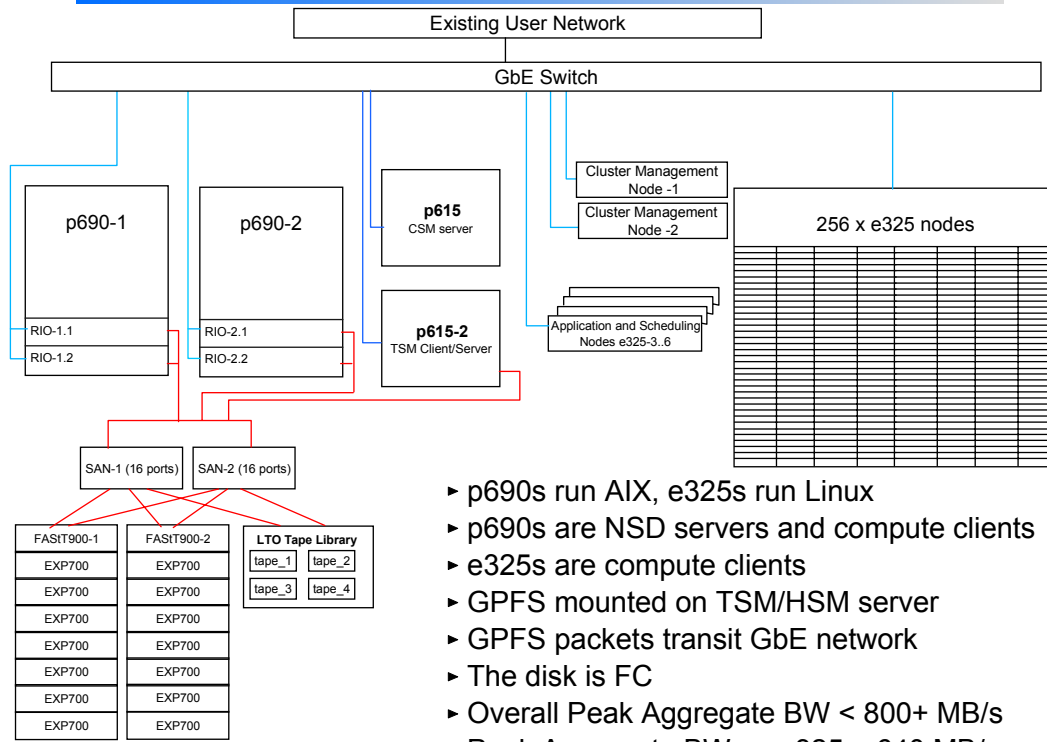 Existing User Network
GbE Switch
p690-1
RIO-1.1
RIO-1.2
p690-2
RIO-2.1
RIO-2.2
p615
CSM server
p615-2
TSM Client/Server
Cluster Management
Node -1
Cluster Management
Node -2
Application and Scheduling
Nodes e325-3..6
256 x e325 nodes
SAN-1 (16 ports)
SAN-2 (16 ports)
FAStT900-1
EXP700
EXP700
EXP700
EXP700
EXP700
EXP700
EXP700
FAStT900-2
EXP700
EXP700
EXP700
EXP700
EXP700
EXP700
EXP700
LTO Tape Library
tape_1
tape_2
tape_3
tape_4
► p690s run AIX, e325s run Linux
► p690s are NSD servers and compute clients
► e325s are compute clients
► GPFS mounted on TSM/HSM server
► GPFS packets transit GbE network
► The disk is FC
► Overall Peak Aggregate BW < 800+ MB/s